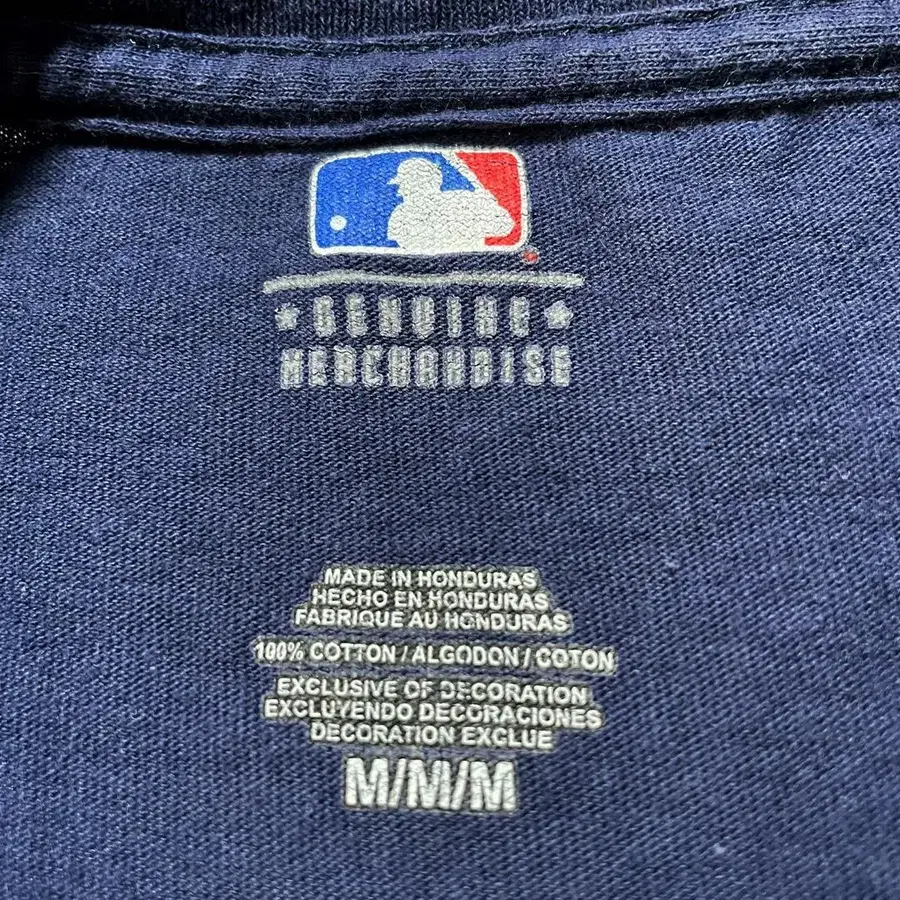 GENUINE
MERCHANDISE
MADE IN HONDURAS
HECHO EN HONDURAS
FABRIQUE AU HONDURAS
100% COTTON / ALGODON / COTON
EXCLUSIVE OF DECORATION
EXCLUYENDO DECORACIONES
DECORATION EXCLUE
M/M/M